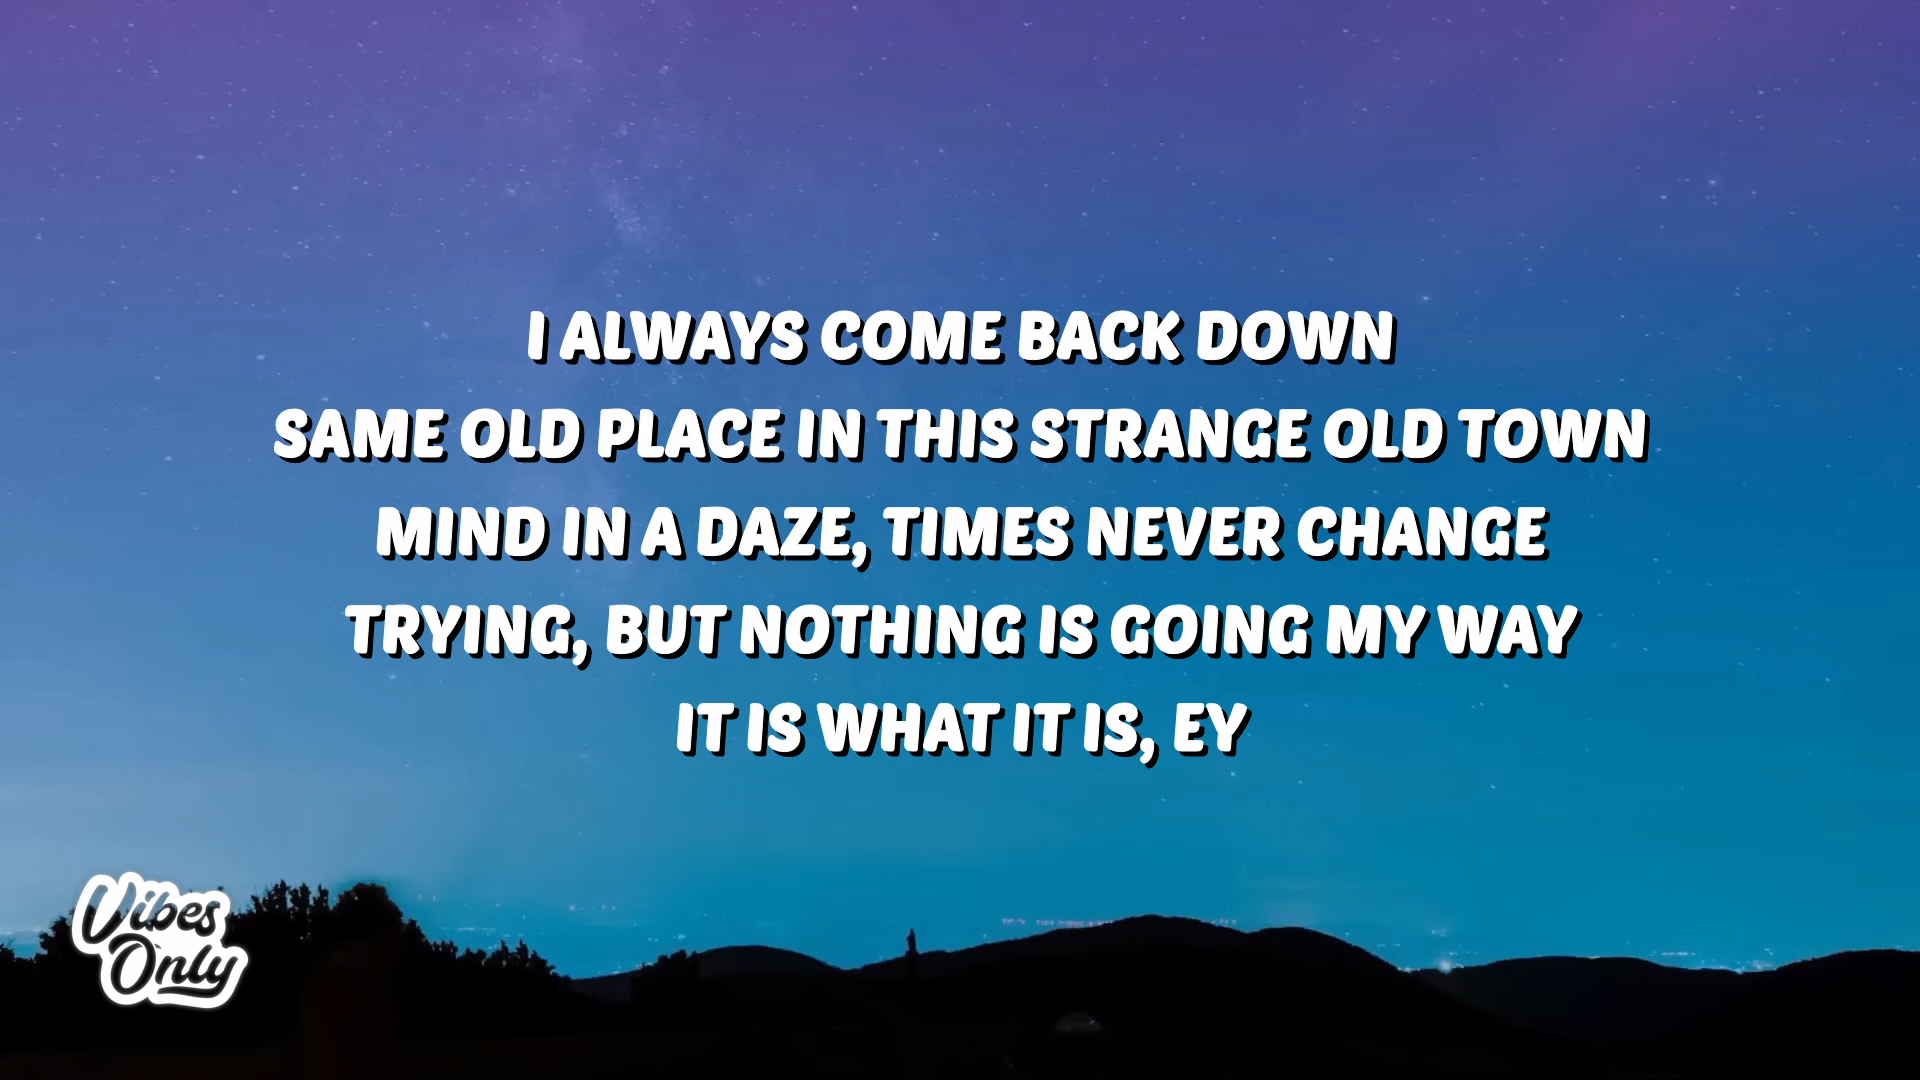 I ALWAYS COME BACK DOWN
SAME OLD PLACE IN THIS STRANGE OLD TOWN
MIND IN A DAZE, TIMES NEVER CHANGE
TRYING, BUT NOTHING IS GOING MY WAY
IT IS WHAT IT IS, EY
Vibes
Only